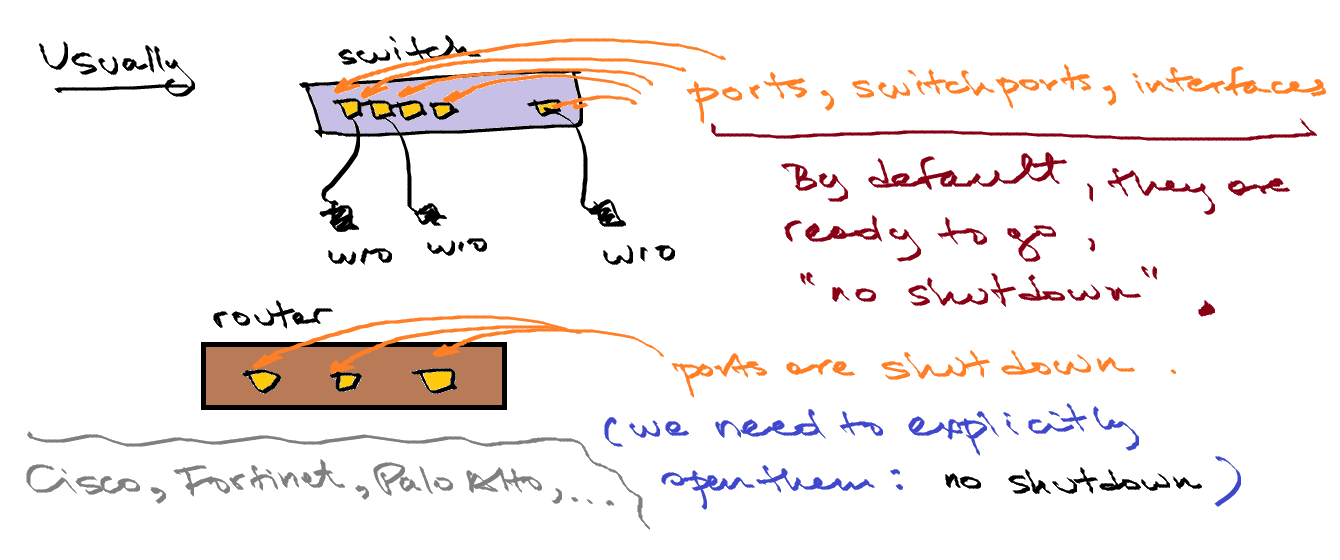 Usually
switch
ports, switchports, interfaces
By default, they are
ready to go,
"no shutdown".
W10 W10 W10
router
ports are shutdown.
(we need to explicitly
open them: no shutdown)
Cisco, Fortinet, Palo Alto, ...